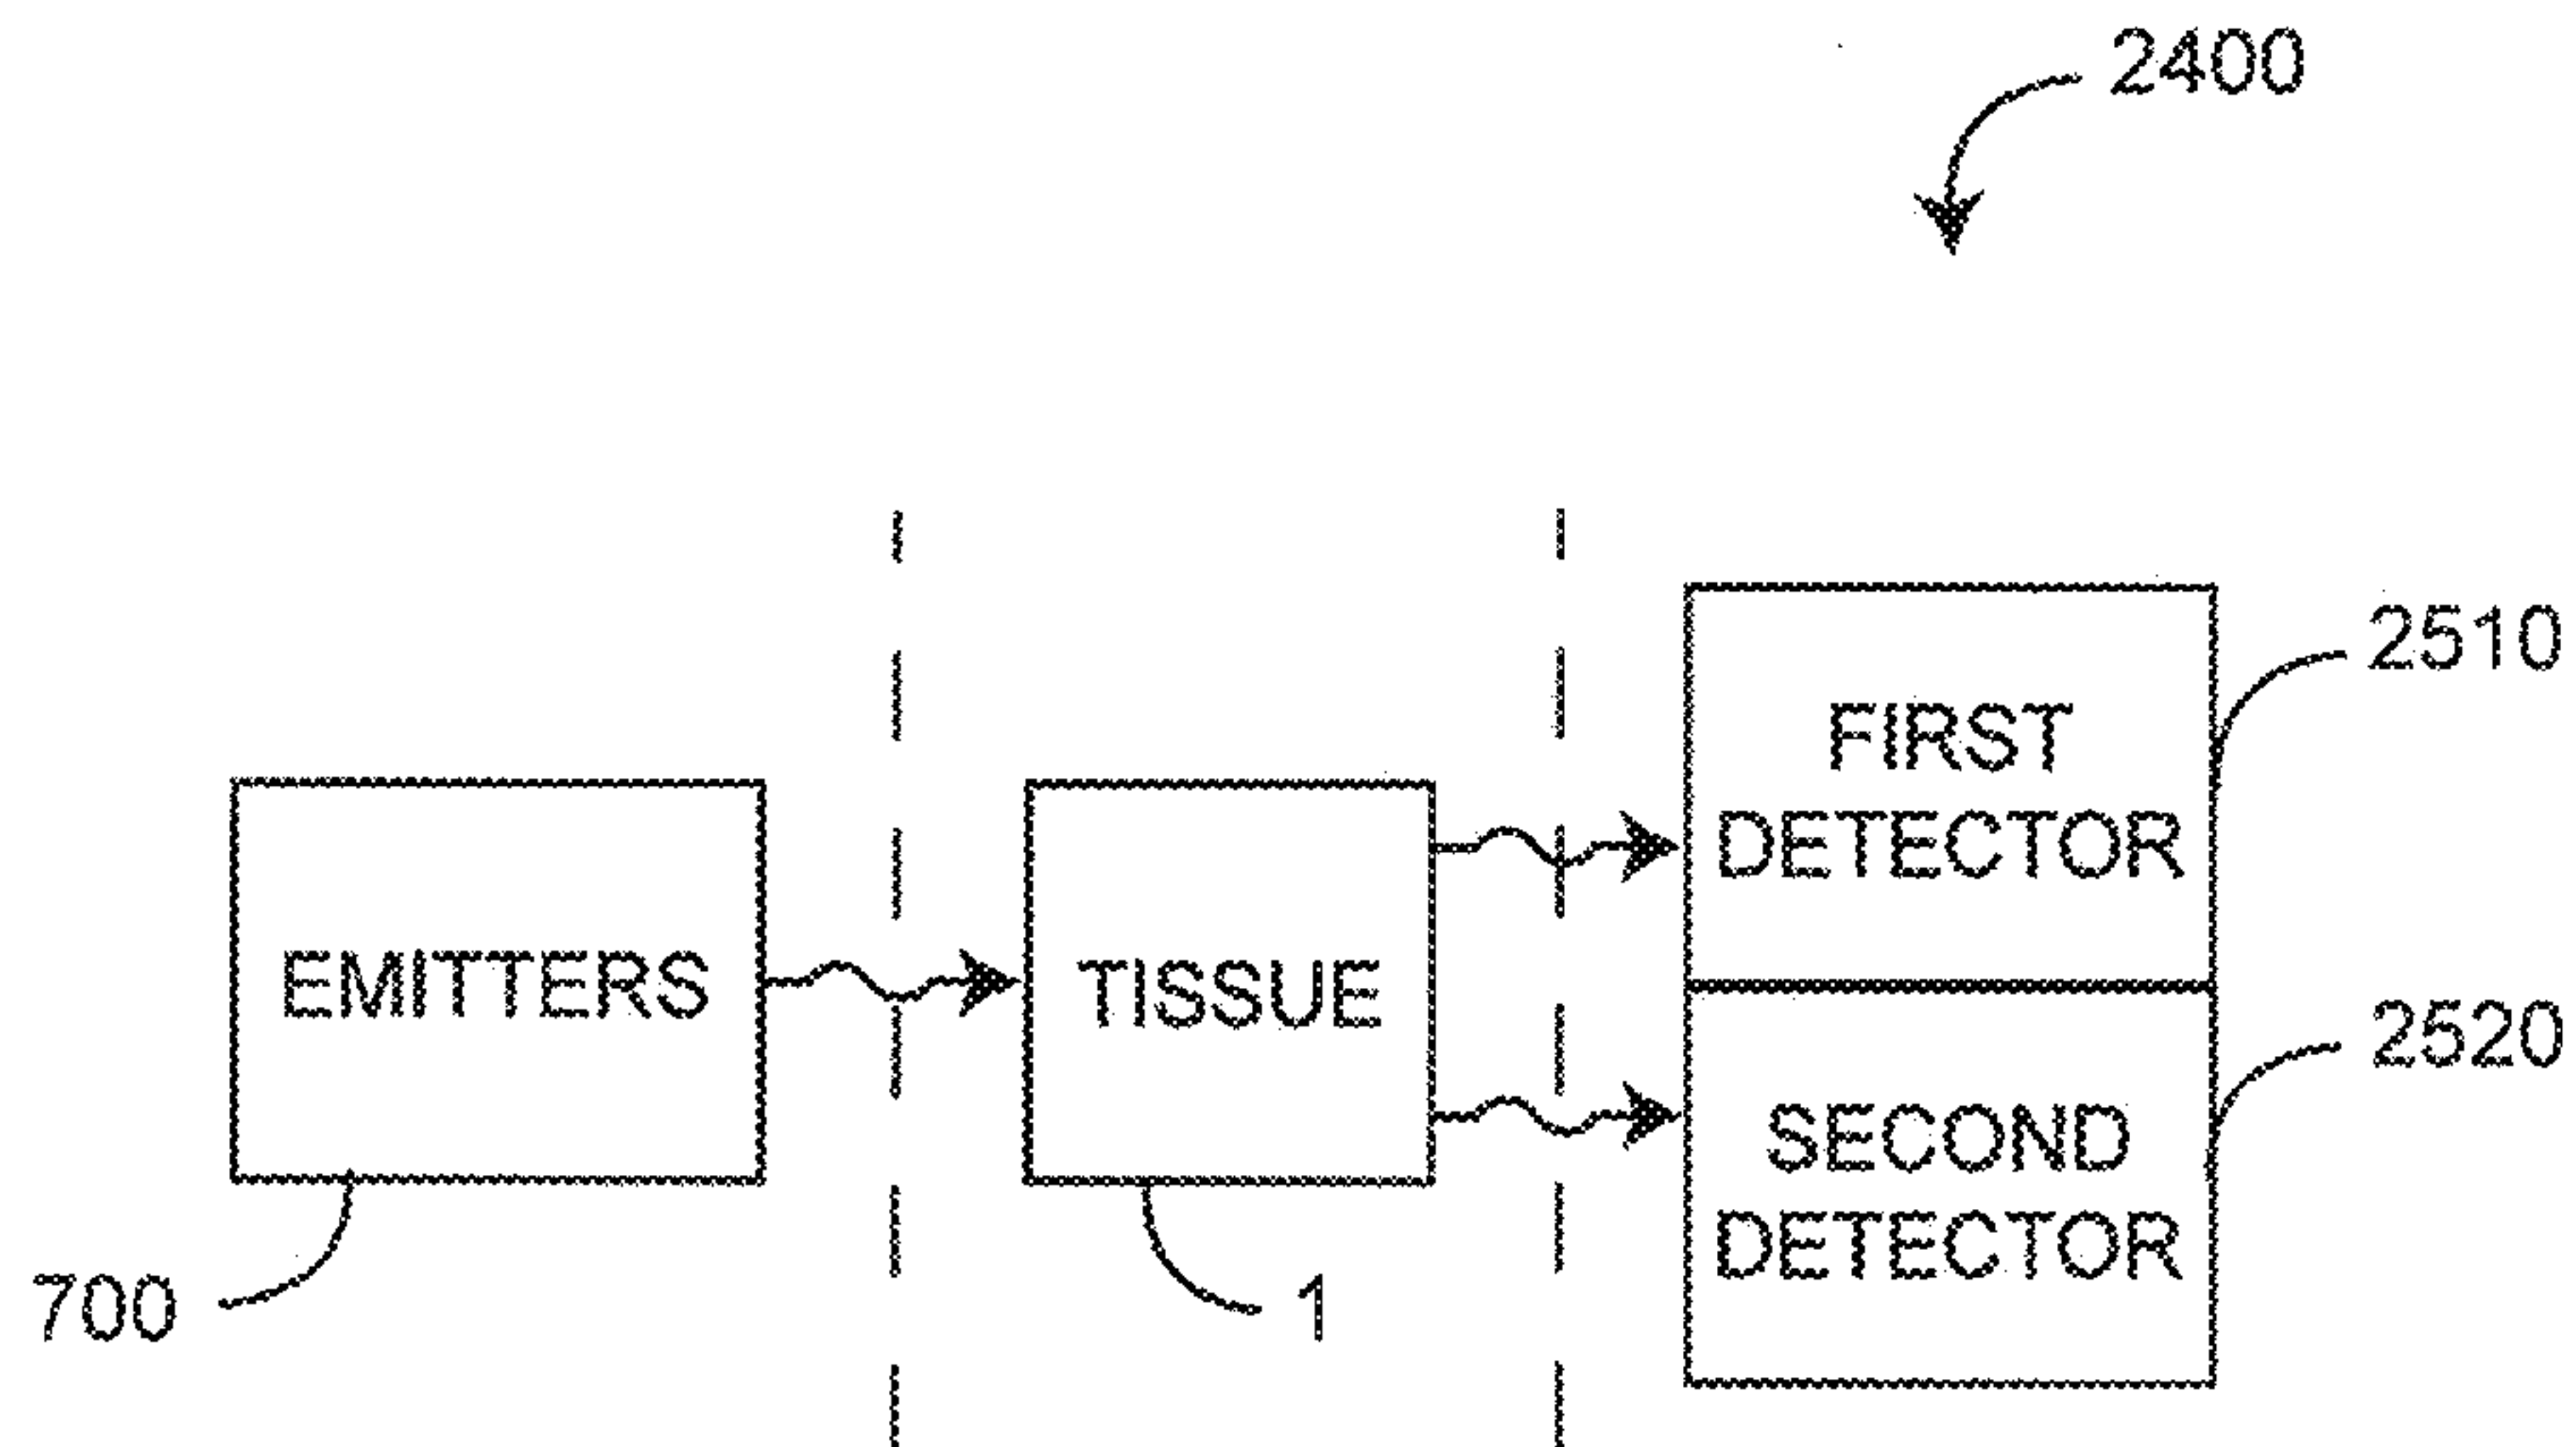 2400
2510
FIRST
DETECTOR
EMITTERS
TISSUE
2520
SECOND
DETECTOR
700
1